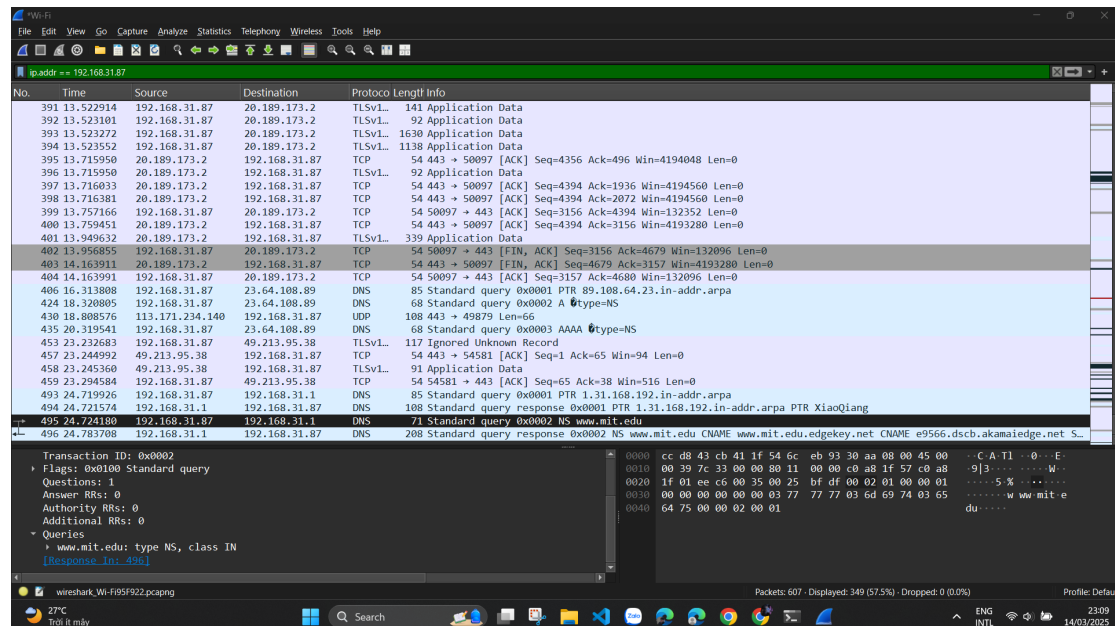 *Wi-Fi
File Edit View Go Capture Analyze Statistics Telephony Wireless Tools Help
ip.addr == 192.168.31.87
No. Time Source Destination Protoco Length Info
391 13.522914 192.168.31.87 20.189.173.2 TLSv1… 141 Application Data
392 13.523101 192.168.31.87 20.189.173.2 TLSv1… 92 Application Data
393 13.523272 192.168.31.87 20.189.173.2 TLSv1… 1630 Application Data
394 13.523552 192.168.31.87 20.189.173.2 TLSv1… 1138 Application Data
395 13.715950 20.189.173.2 192.168.31.87 TCP 54 443 → 50097 [ACK] Seq=4356 Ack=496 Win=4194048 Len=0
396 13.715950 20.189.173.2 192.168.31.87 TLSv1… 92 Application Data
397 13.716033 20.189.173.2 192.168.31.87 TCP 54 443 → 50097 [ACK] Seq=4394 Ack=1936 Win=4194560 Len=0
398 13.716381 20.189.173.2 192.168.31.87 TCP 54 443 → 50097 [ACK] Seq=4394 Ack=2072 Win=4194560 Len=0
399 13.757166 192.168.31.87 20.189.173.2 TCP 54 50097 → 443 [ACK] Seq=3156 Ack=4394 Win=132352 Len=0
400 13.759451 20.189.173.2 192.168.31.87 TCP 54 443 → 50097 [ACK] Seq=4394 Ack=3156 Win=4193280 Len=0
401 13.949632 20.189.173.2 192.168.31.87 TLSv1… 339 Application Data
402 13.956855 192.168.31.87 20.189.173.2 TCP 54 50097 → 443 [FIN, ACK] Seq=3156 Ack=4679 Win=132096 Len=0
403 14.163911 20.189.173.2 192.168.31.87 TCP 54 443 → 50097 [FIN, ACK] Seq=4679 Ack=3157 Win=4193280 Len=0
404 14.163991 192.168.31.87 20.189.173.2 TCP 54 50097 → 443 [ACK] Seq=3157 Ack=4680 Win=132096 Len=0
406 16.313808 192.168.31.87 23.64.108.89 DNS 85 Standard query 0x0001 PTR 89.108.64.23.in-addr.arpa
424 18.320805 192.168.31.87 23.64.108.89 DNS 68 Standard query 0x0002 A �type=NS
430 18.808576 113.171.234.140 192.168.31.87 UDP 108 443 → 49879 Len=66
435 20.319541 192.168.31.87 23.64.108.89 DNS 68 Standard query 0x0003 AAAA �type=NS
453 23.232683 192.168.31.87 49.213.95.38 TLSv1… 117 Ignored Unknown Record
457 23.244992 49.213.95.38 192.168.31.87 TCP 54 443 → 54581 [ACK] Seq=1 Ack=65 Win=94 Len=0
458 23.245360 49.213.95.38 192.168.31.87 TLSv1… 91 Application Data
459 23.294584 192.168.31.87 49.213.95.38 TCP 54 54581 → 443 [ACK] Seq=65 Ack=38 Win=516 Len=0
493 24.719926 192.168.31.87 192.168.31.1 DNS 85 Standard query 0x0001 PTR 1.31.168.192.in-addr.arpa
494 24.721574 192.168.31.1 192.168.31.87 DNS 108 Standard query response 0x0001 PTR 1.31.168.192.in-addr.arpa PTR XiaoQiang
495 24.724180 192.168.31.87 192.168.31.1 DNS 71 Standard query 0x0002 NS www.mit.edu
496 24.783708 192.168.31.1 192.168.31.87 DNS 208 Standard query response 0x0002 NS www.mit.edu CNAME www.mit.edu.edgekey.net CNAME e9566.dscb.akamaiedge.net S…
Transaction ID: 0x0002
Flags: 0x0100 Standard query
Questions: 1
Answer RRs: 0
Authority RRs: 0
Additional RRs: 0
Queries
www.mit.edu: type NS, class IN
[Response In: 496]
0000 cc d8 43 cb 41 1f 54 6c eb 93 30 aa 08 00 45 00 ··C·A·Tl ··0···E·
0010 00 39 7c 33 00 00 80 11 00 00 c0 a8 1f 57 c0 a8 ·9|3···· ·····W··
0020 1f 01 ee c6 00 35 00 25 bf df 00 02 01 00 00 01 ·····5·% ········
0030 00 00 00 00 00 00 03 77 77 77 03 6d 69 74 03 65 ·······w ww·mit·e
0040 64 75 00 00 02 00 01 du·····
wireshark_Wi-Fi95F922.pcapng Packets: 607 · Displayed: 349 (57.5%) · Dropped: 0 (0.0%) Profile: Defau
27°C
Trời ít mây
Search
Zalo
ENG
INTL
23:09
14/03/2025